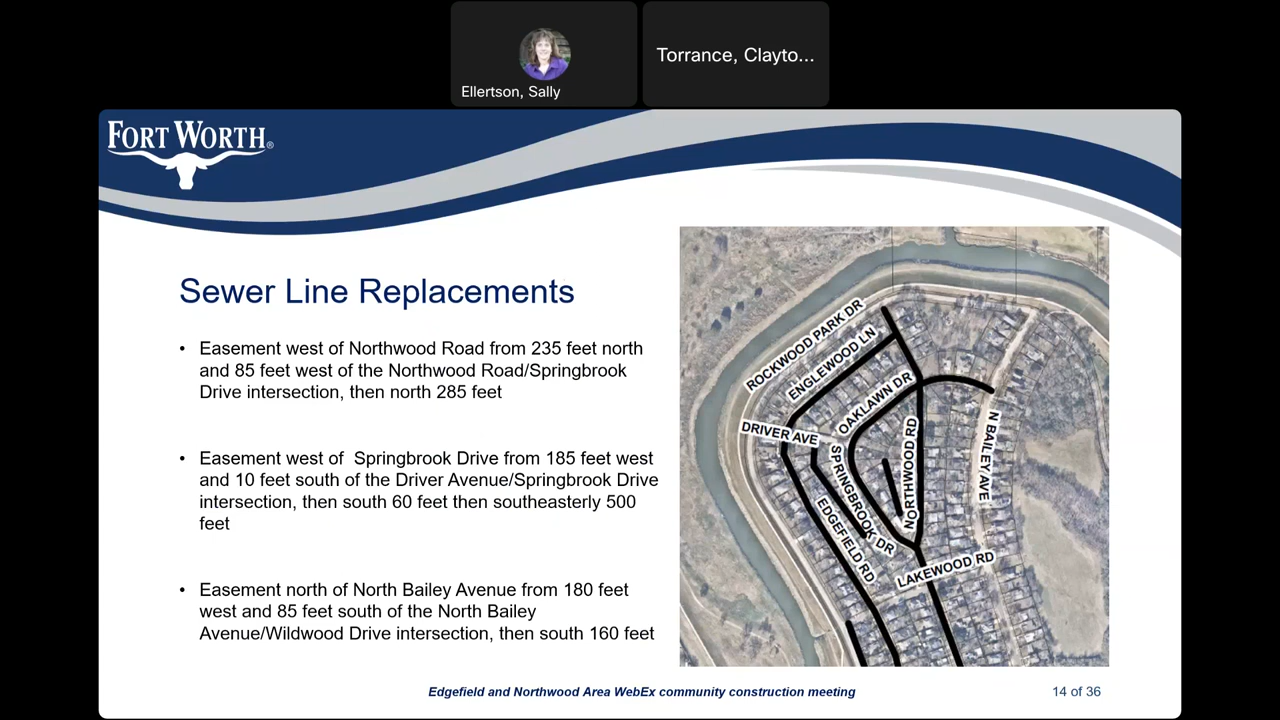 Ellertson, Sally
Torrance, Clayto...
FORT WORTH®
Sewer Line Replacements
• Easement west of Northwood Road from 235 feet north
and 85 feet west of the Northwood Road/Springbrook
Drive intersection, then north 285 feet
• Easement west of  Springbrook Drive from 185 feet west
and 10 feet south of the Driver Avenue/Springbrook Drive
intersection, then south 60 feet then southeasterly 500
feet
• Easement north of North Bailey Avenue from 180 feet
west and 85 feet south of the North Bailey
Avenue/Wildwood Drive intersection, then south 160 feet
ROCKWOOD PARK DR
ENGLEWOOD LN
OAKLAWN DR
DRIVER AVE
SPRINGBROOK DR
NORTHWOOD RD
N BAILEY AVE
EDGEFIELD RD
LAKEWOOD RD
Edgefield and Northwood Area WebEx community construction meeting
14 of 36